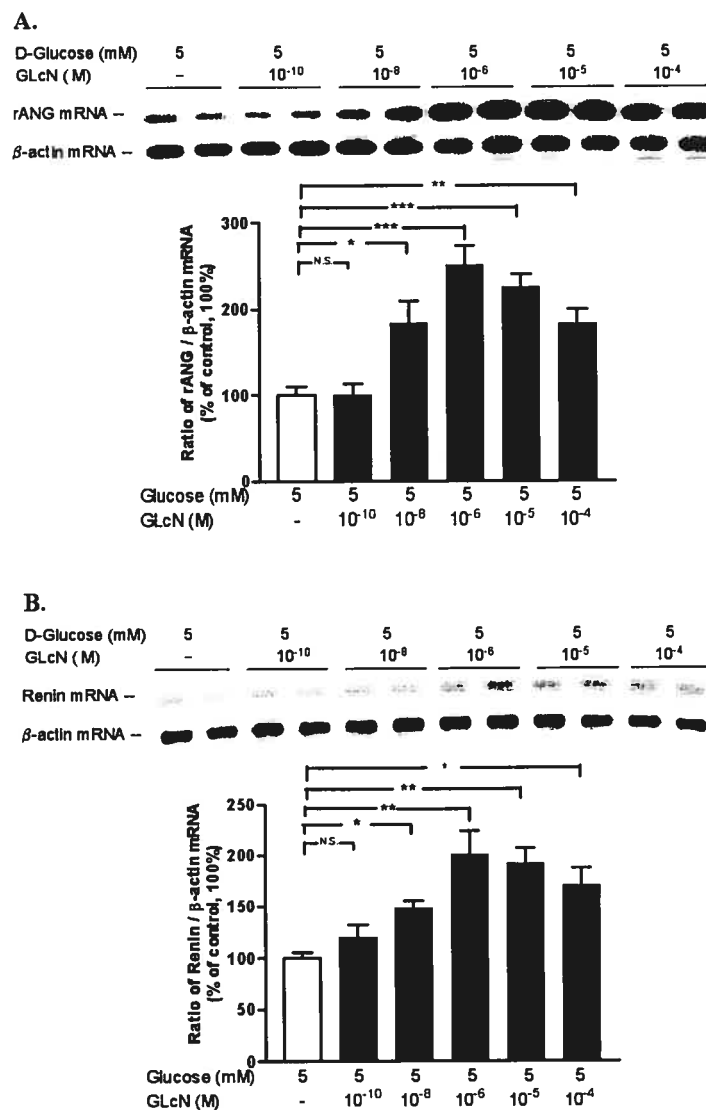 A.
D-Glucose (mM) 5 5 5 5 5 5
GLcN ( M) - 10⁻¹⁰ 10⁻⁸ 10⁻⁶ 10⁻⁵ 10⁻⁴
rANG mRNA --
β-actin mRNA --
**
***
***
*
N.S.
Ratio of rANG / β-actin mRNA
(% of control, 100%)
300
200
100
0
Glucose (mM) 5 5 5 5 5 5
GLcN (M) - 10⁻¹⁰ 10⁻⁸ 10⁻⁶ 10⁻⁵ 10⁻⁴
B.
D-Glucose (mM) 5 5 5 5 5 5
GLcN ( M) - 10⁻¹⁰ 10⁻⁸ 10⁻⁶ 10⁻⁵ 10⁻⁴
Renin mRNA --
β-actin mRNA --
*
**
**
*
N.S.
Ratio of Renin / β-actin mRNA
(% of control, 100%)
250
200
150
100
50
0
Glucose (mM) 5 5 5 5 5 5
GLcN (M) - 10⁻¹⁰ 10⁻⁸ 10⁻⁶ 10⁻⁵ 10⁻⁴